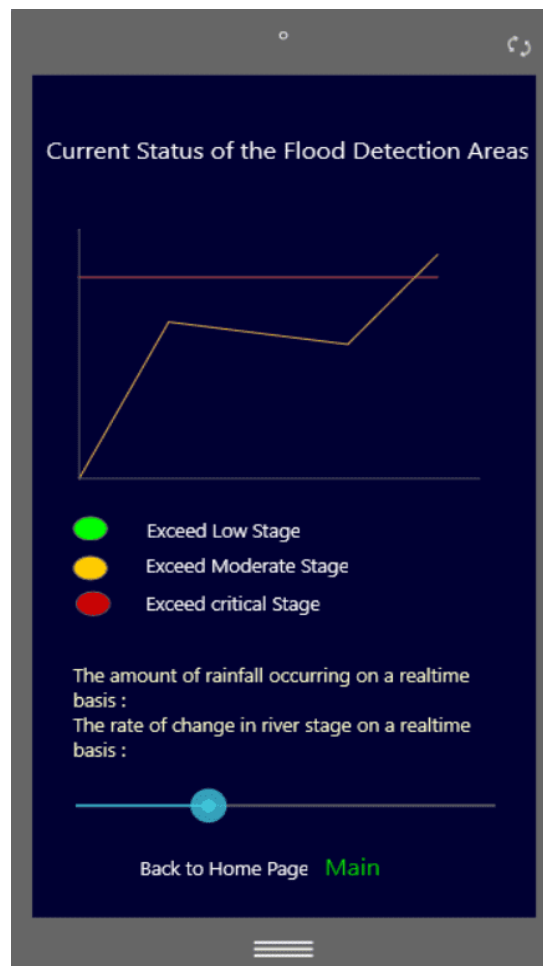 Current Status of the Flood Detection Areas
Exceed Low Stage
Exceed Moderate Stage
Exceed critical Stage
The amount of rainfall occurring on a realtime
basis :
The rate of change in river stage on a realtime
basis :
Back to Home Page Main